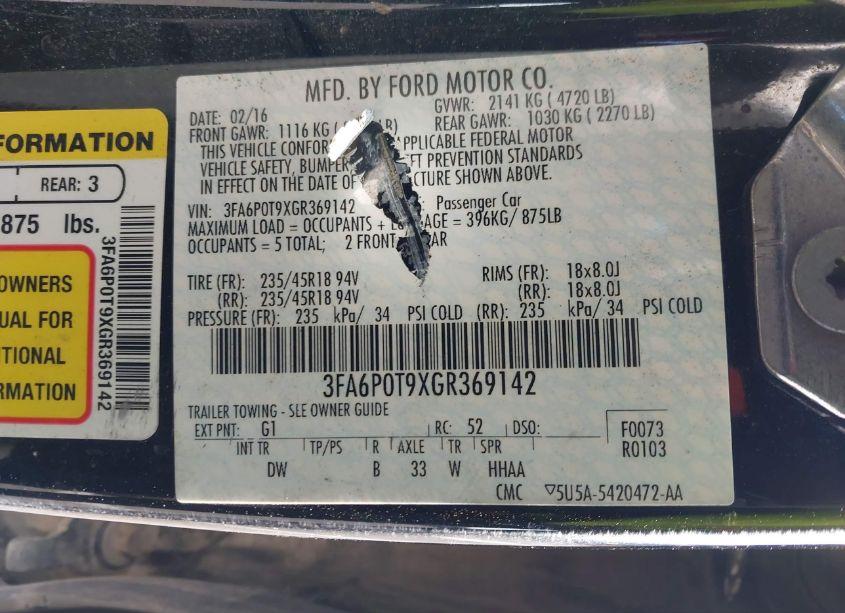 FORMATION
REAR: 3
875 lbs.
OWNERS
UAL FOR
ITIONAL
ORMATION
3FA6P0T9XGR369142
MFD. BY FORD MOTOR CO.
DATE: 02/16 GVWR: 2141 KG ( 4720 LB)
FRONT GAWR: 1116 KG ( LB) REAR GAWR: 1030 KG ( 2270 LB)
THIS VEHICLE CONFOR APPLICABLE FEDERAL MOTOR
VEHICLE SAFETY, BUMPER EFT PREVENTION STANDARDS
IN EFFECT ON THE DATE OF CTURE SHOWN ABOVE.
VIN: 3FA6P0T9XGR369142 Passenger Car
MAXIMUM LOAD = OCCUPANTS + L GAGE = 396KG/ 875LB
OCCUPANTS = 5 TOTAL; 2 FRONT AR
TIRE (FR): 235/45R18 94V RIMS (FR): 18x8.0J
(RR): 235/45R18 94V (RR): 18x8.0J
PRESSURE (FR): 235 kPa/ 34 PSI COLD (RR): 235 kPa/ 34 PSI COLD
3FA6P0T9XGR369142
TRAILER TOWING - SEE OWNER GUIDE
EXT PNT: G1 RC: 52 DSO: F0073
INT TR TP/PS R AXLE TR SPR R0103
DW B 33 W HHAA
CMC ▽5U5A-5420472-AA